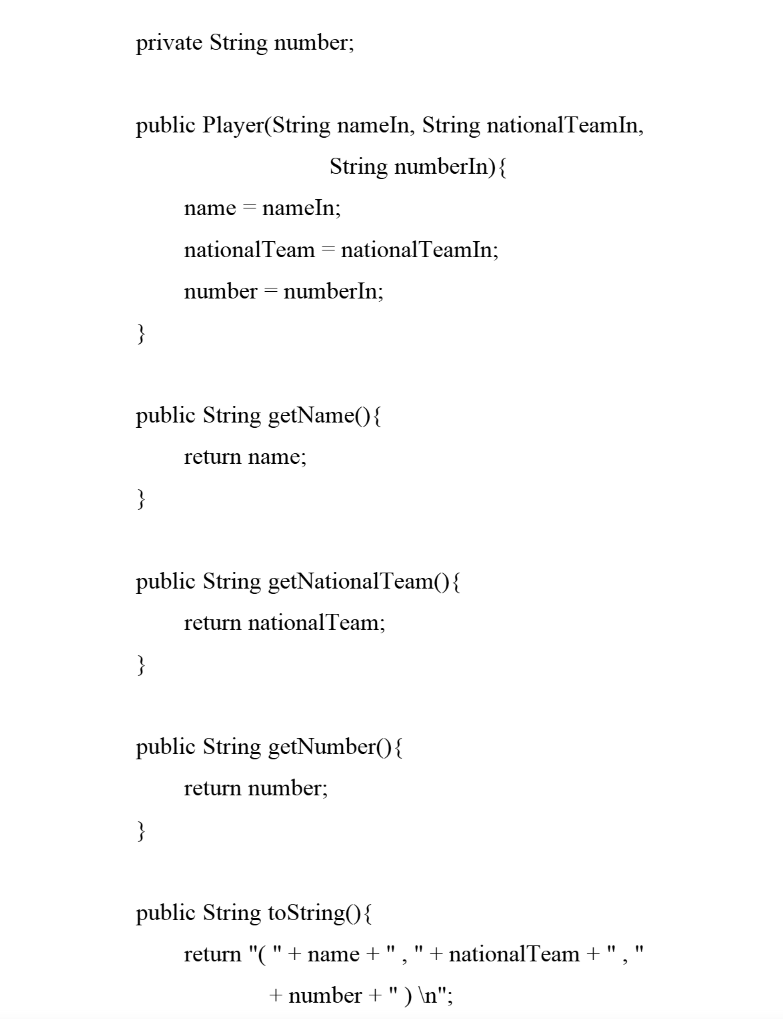 private String number;
public Player(String nameIn, String nationalTeamIn,
String numberIn){
name = nameIn;
nationalTeam = nationalTeamIn;
number = numberIn;
}
public String getName(){
return name;
}
public String getNationalTeam(){
return nationalTeam;
}
public String getNumber(){
return number;
}
public String toString(){
return "( " + name + " , " + nationalTeam + " , "
+ number + " ) \n";